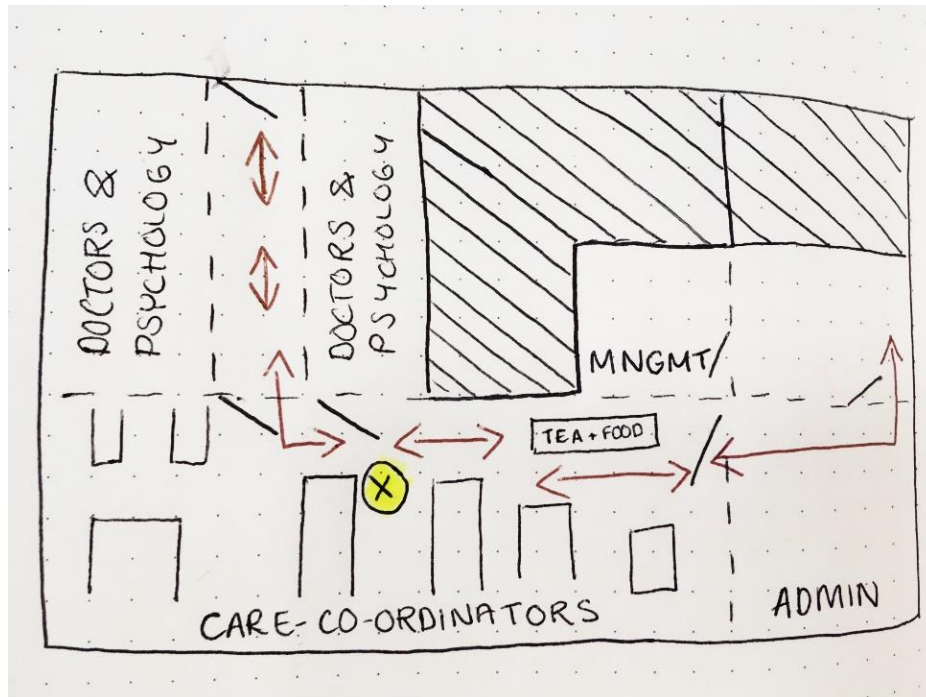 DOCTORS &
PSYCHOLOGY
DOCTORS &
PSYCHOLOGY
MNGMT/
TEA + FOOD
X
CARE-CO-ORDINATORS
ADMIN